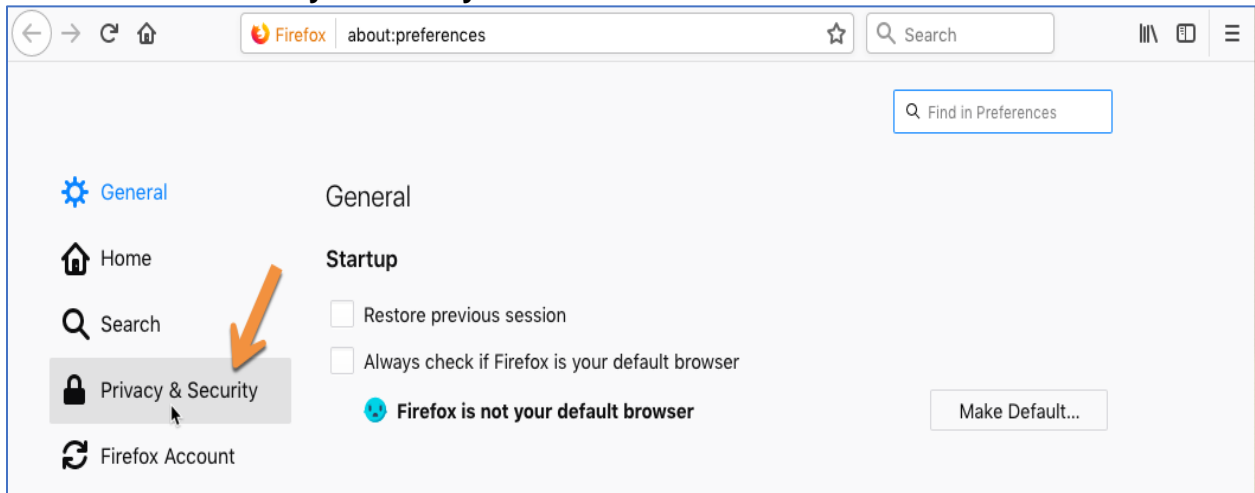 Firefox about:preferences Search
Find in Preferences
General
General
Home
Startup
Restore previous session
Search
Always check if Firefox is your default browser
Privacy & Security
Firefox is not your default browser Make Default...
Firefox Account